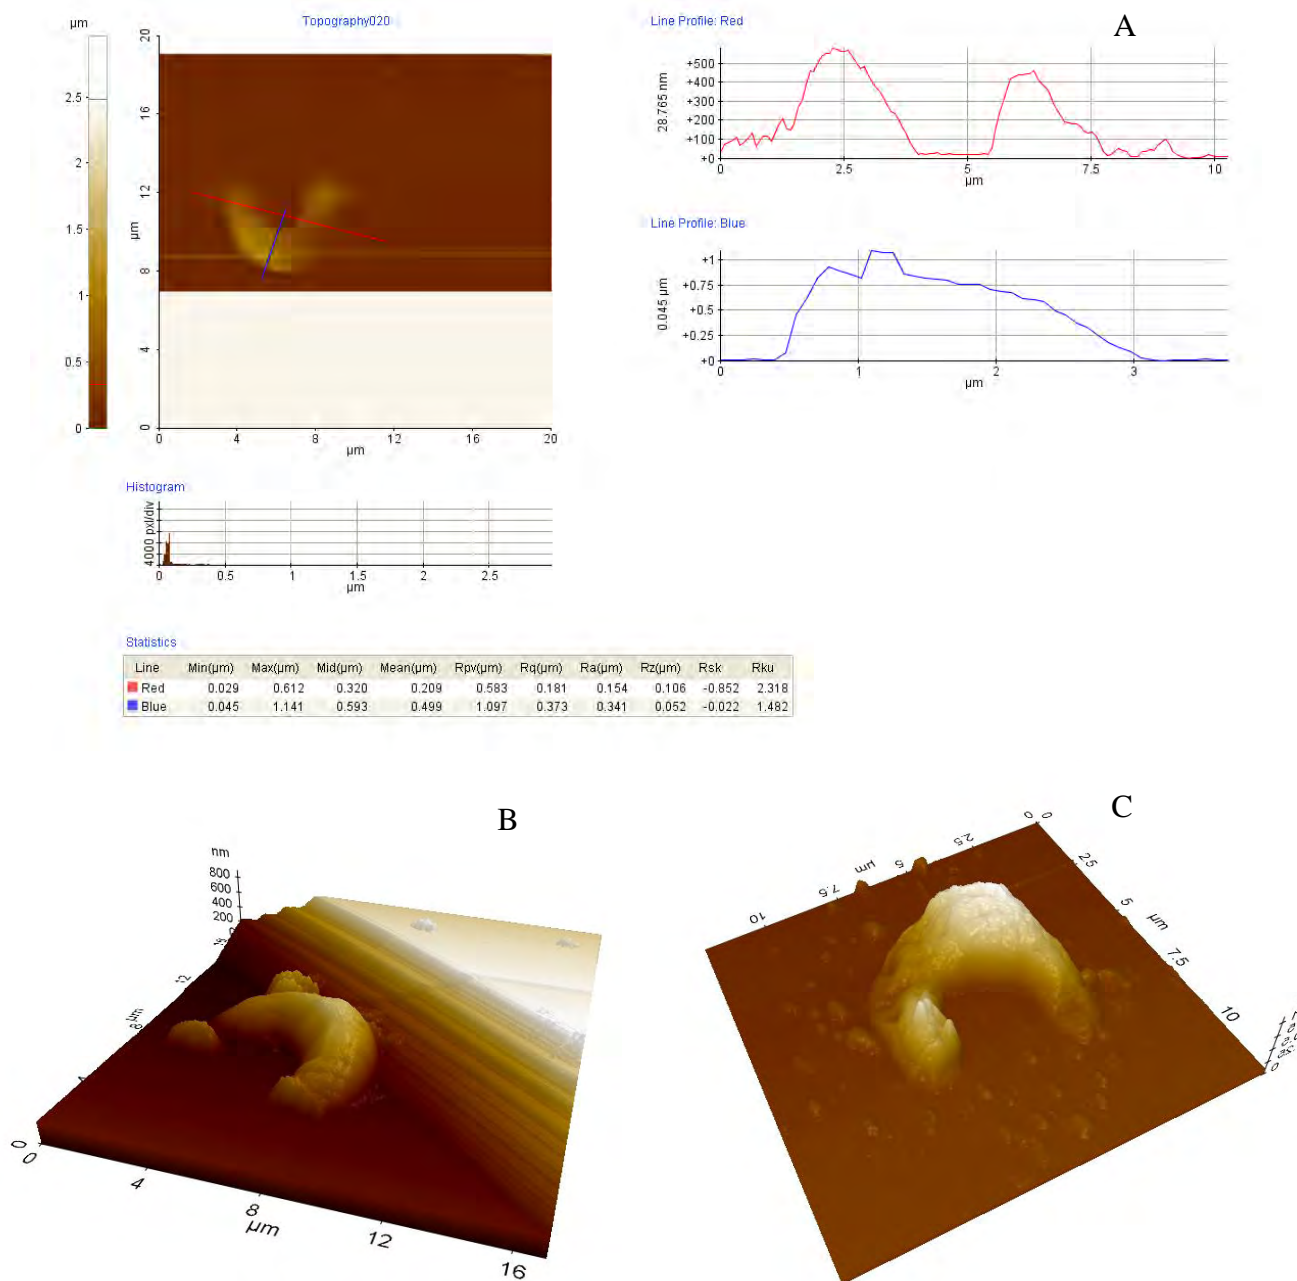 A
µm
Topography020
Line Profile: Red
20
16
12
8
4
0
µm
2.5
2
1.5
1
0.5
0
0
4
8
12
16
20
µm
28.765 nm
+500
+400
+300
+200
+100
+0
0
2.5
5
7.5
10
µm
Line Profile: Blue
0.045 µm
+1
+0.75
+0.5
+0.25
+0
0
1
2
3
µm
Histogram
4000 pxl/div
0
0.5
1
1.5
2
2.5
µm
Statistics
Line Min(µm) Max(µm) Mid(µm) Mean(µm) Rpv(µm) Rq(µm) Ra(µm) Rz(µm) Rsk Rku
Red 0.029 0.612 0.320 0.209 0.583 0.181 0.154 0.106 -0.852 2.318
Blue 0.045 1.141 0.593 0.499 1.097 0.373 0.341 0.052 -0.022 1.482
B
nm
800
600
400
200
0
12
8
µm
4
0
0
4
8
µm
12
16
C
0
2.5
5
µm
7.5
10
0
2.5
5
µm
7.5
10
0